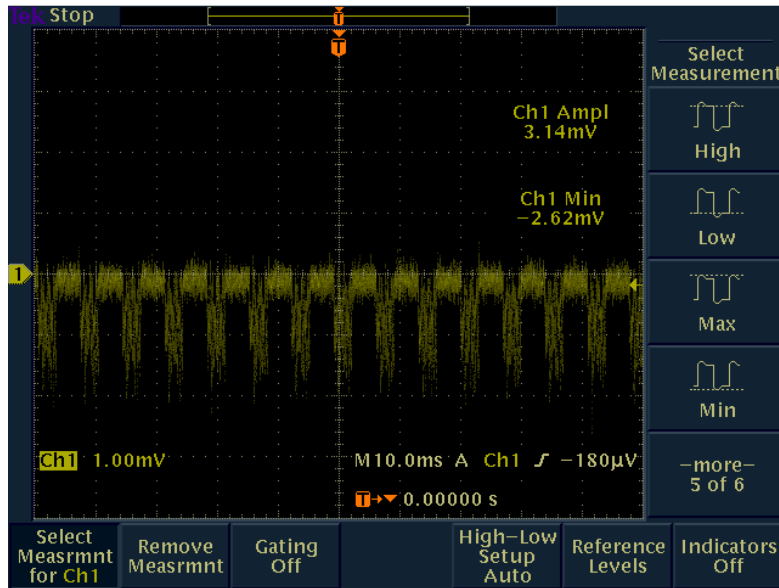 Tek Stop
T
T
Select
Measurement
Ch1 Ampl
3.14mV
High
Ch1 Min
−2.62mV
Low
1
Max
Min
Ch1 1.00mV
M10.0ms A Ch1 −180µV
−more−
5 of 6
T 0.00000 s
Select
Measrmnt
for Ch1
Remove
Measrmnt
Gating
Off
High−Low
Setup
Auto
Reference
Levels
Indicators
Off